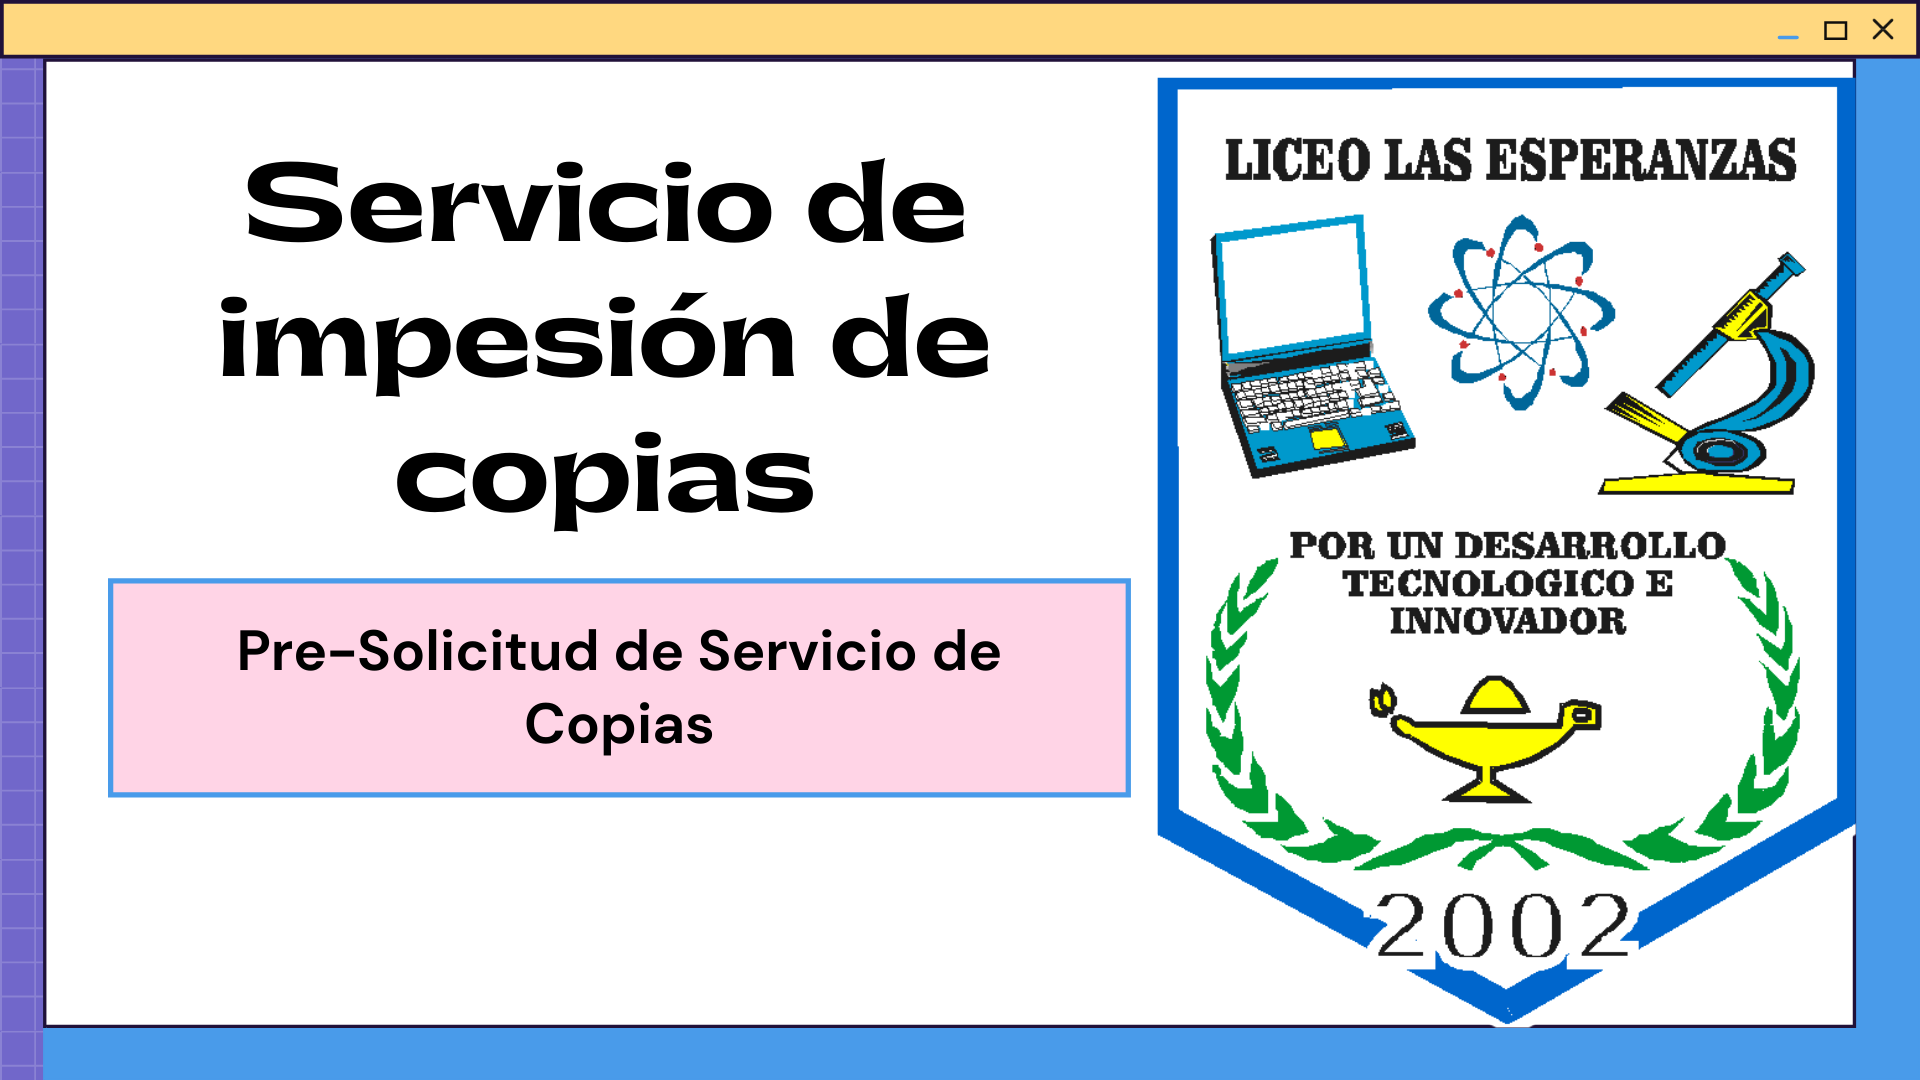 Servicio de
impesión de
copias
Pre-Solicitud de Servicio de
Copias
LICEO LAS ESPERANZAS
POR UN DESARROLLO
TECNOLOGICO E
INNOVADOR
2002